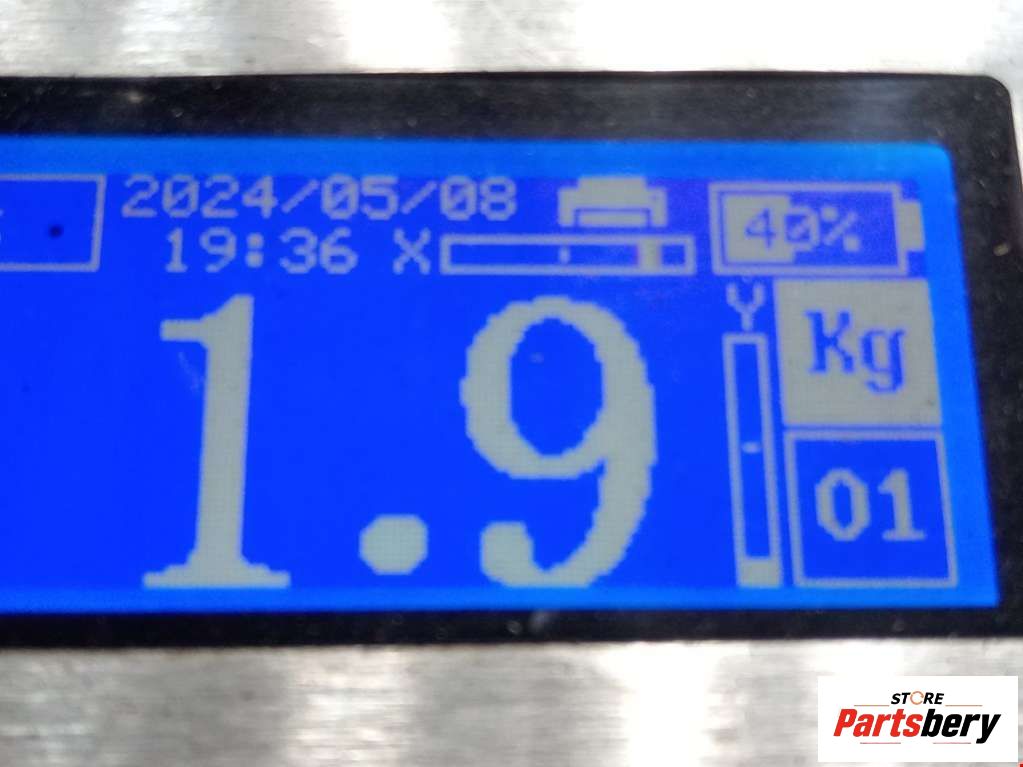 2024/05/08
19:36 X
40%
Y
Kg
1.9
01
STORE
Partsbery